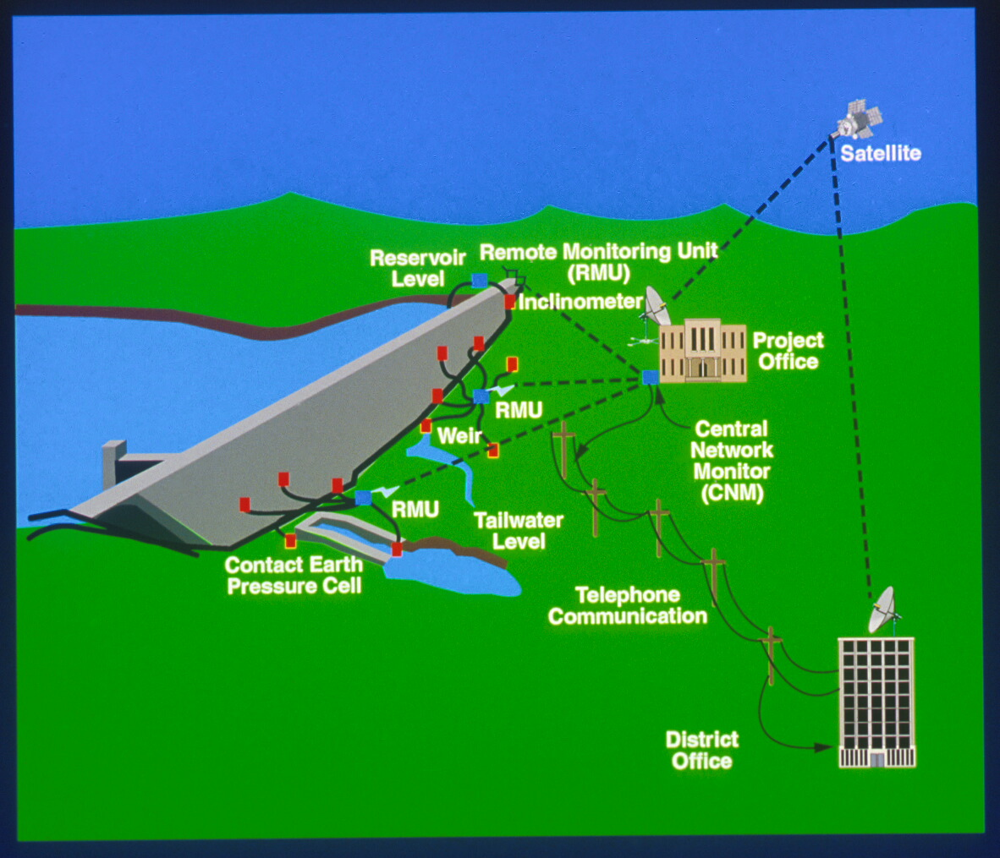 Satellite
Reservoir
Level
Remote Monitoring Unit
(RMU)
Inclinometer
Project
Office
RMU
Weir
Central
Network
Monitor
(CNM)
RMU
Tailwater
Level
Contact Earth
Pressure Cell
Telephone
Communication
District
Office